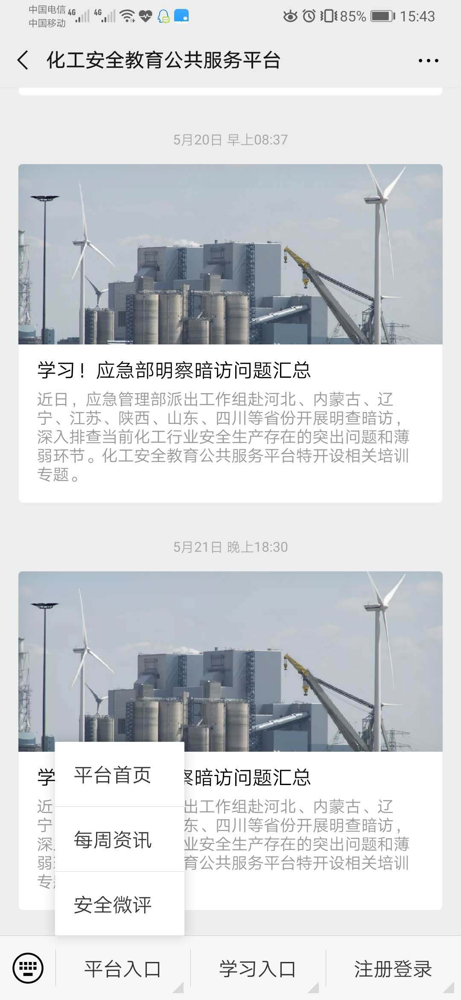 中国电信 4G 4G 85% 15:43
中国移动
化工安全教育公共服务平台
5月20日 早上08:37
学习！应急部明察暗访问题汇总
近日，应急管理部派出工作组赴河北、内蒙古、辽
宁、江苏、陕西、山东、四川等省份开展明查暗访，
深入排查当前化工行业安全生产存在的突出问题和薄
弱环节。化工安全教育公共服务平台特开设相关培训
专题。
5月21日 晚上18:30
学 察暗访问题汇总
近 出工作组赴河北、内蒙古、辽
宁 东、四川等省份开展明查暗访，
深 业安全生产存在的突出问题和薄
弱 育公共服务平台特开设相关培训
专
平台首页
每周资讯
安全微评
平台入口 学习入口 注册登录